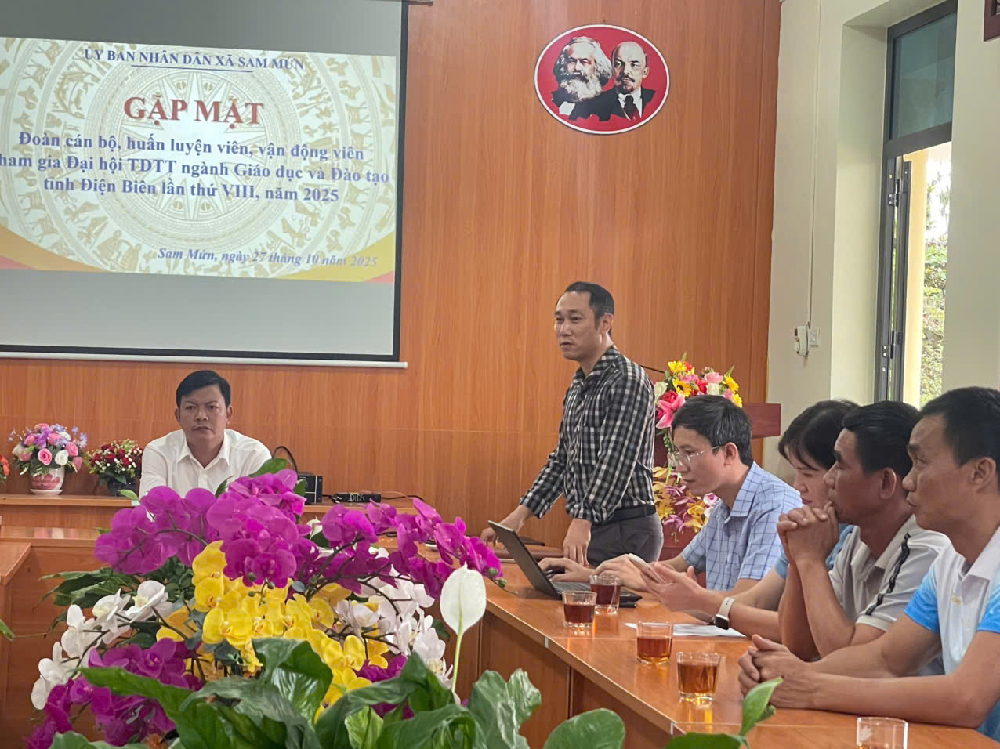 ỦY BAN NHÂN DÂN XÃ SAM MỨN
GẶP MẶT
Đoàn cán bộ, huấn luyện viên, vận động viên
ham gia Đại hội TDTT ngành Giáo dục và Đào tạo
tỉnh Điện Biên lần thứ VIII, năm 2025
Sam Mứn, ngày 27 tháng 10 năm 2025